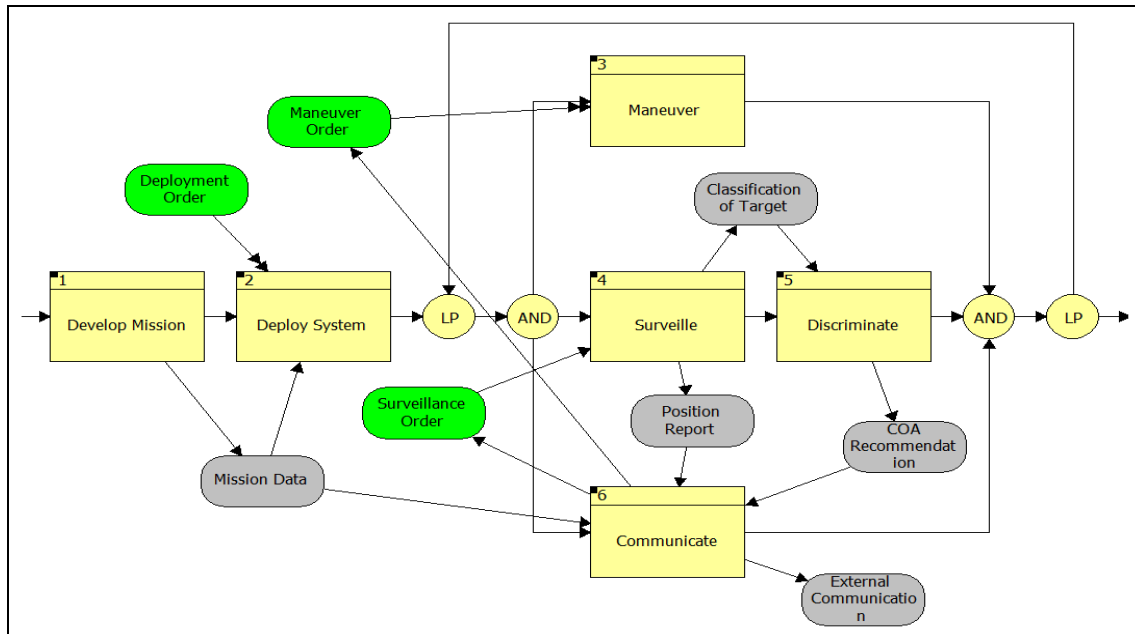 3
Maneuver
Maneuver
Order
Deployment
Order
Classification
of Target
1
Develop Mission
2
Deploy System
LP
AND
4
Surveille
5
Discriminate
AND
LP
Surveillance
Order
Position
Report
COA
Recommendat
ion
Mission Data
6
Communicate
External
Communicatio
n